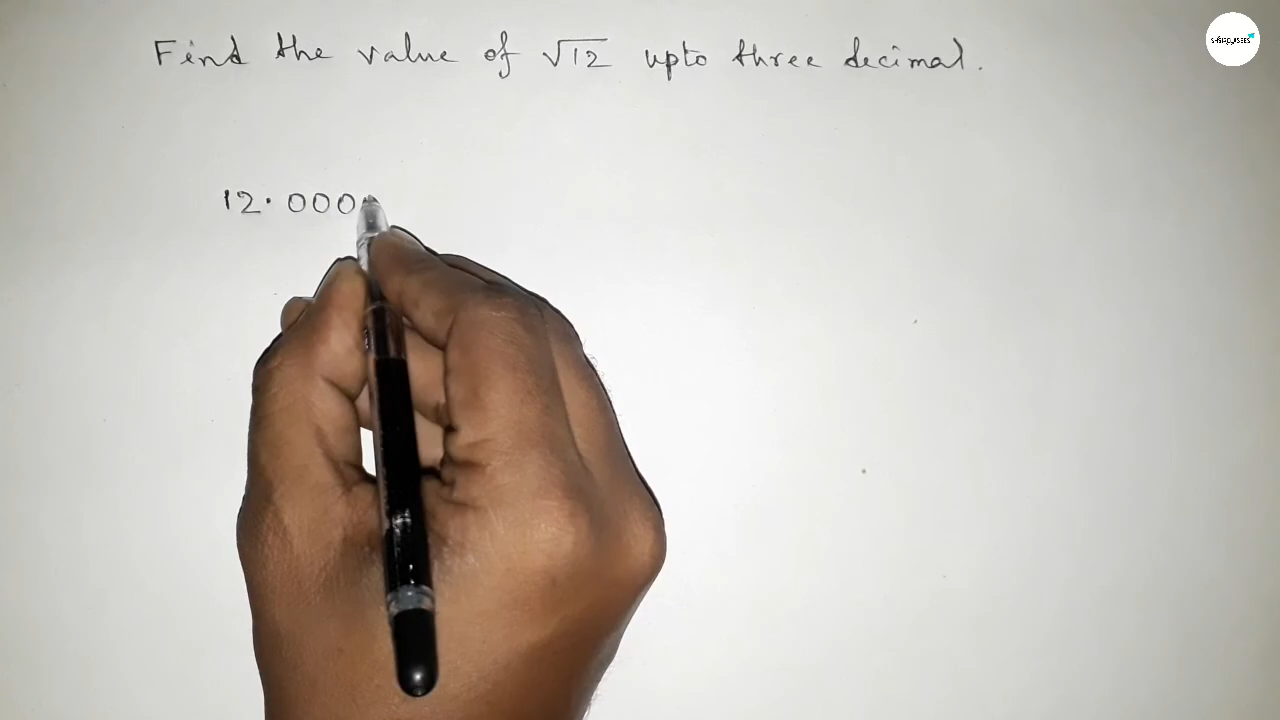 Find the value of √12 upto three decimal.
12.000